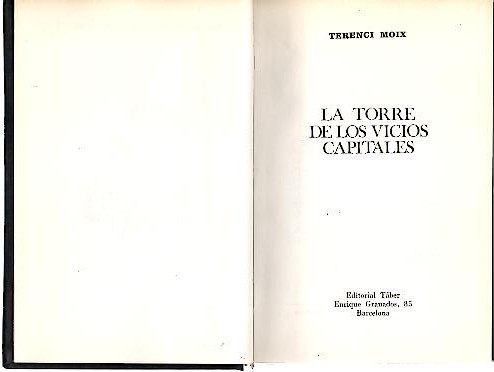 TERENCI MOIX
LA TORRE
DE LOS VICIOS
CAPITALES
Editorial Táber
Enrique Granados, 85
Barcelona